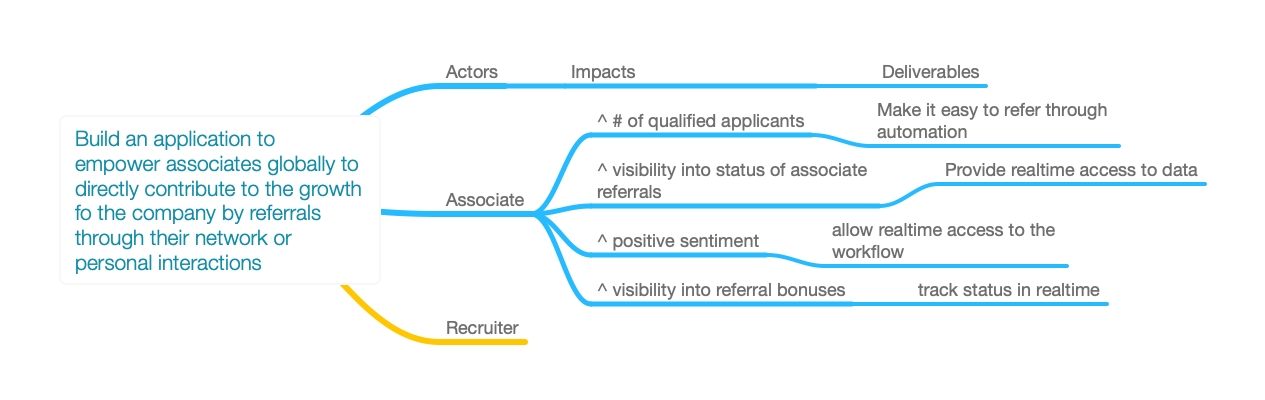 Actors
Impacts
Deliverables
Build an application to
empower associates globally to
directly contribute to the growth
fo the company by referrals
through their network or
personal interactions
Associate
^ # of qualified applicants
Make it easy to refer through
automation
^ visibility into status of associate
referrals
Provide realtime access to data
^ positive sentiment
allow realtime access to the
workflow
^ visibility into referral bonuses
track status in realtime
Recruiter